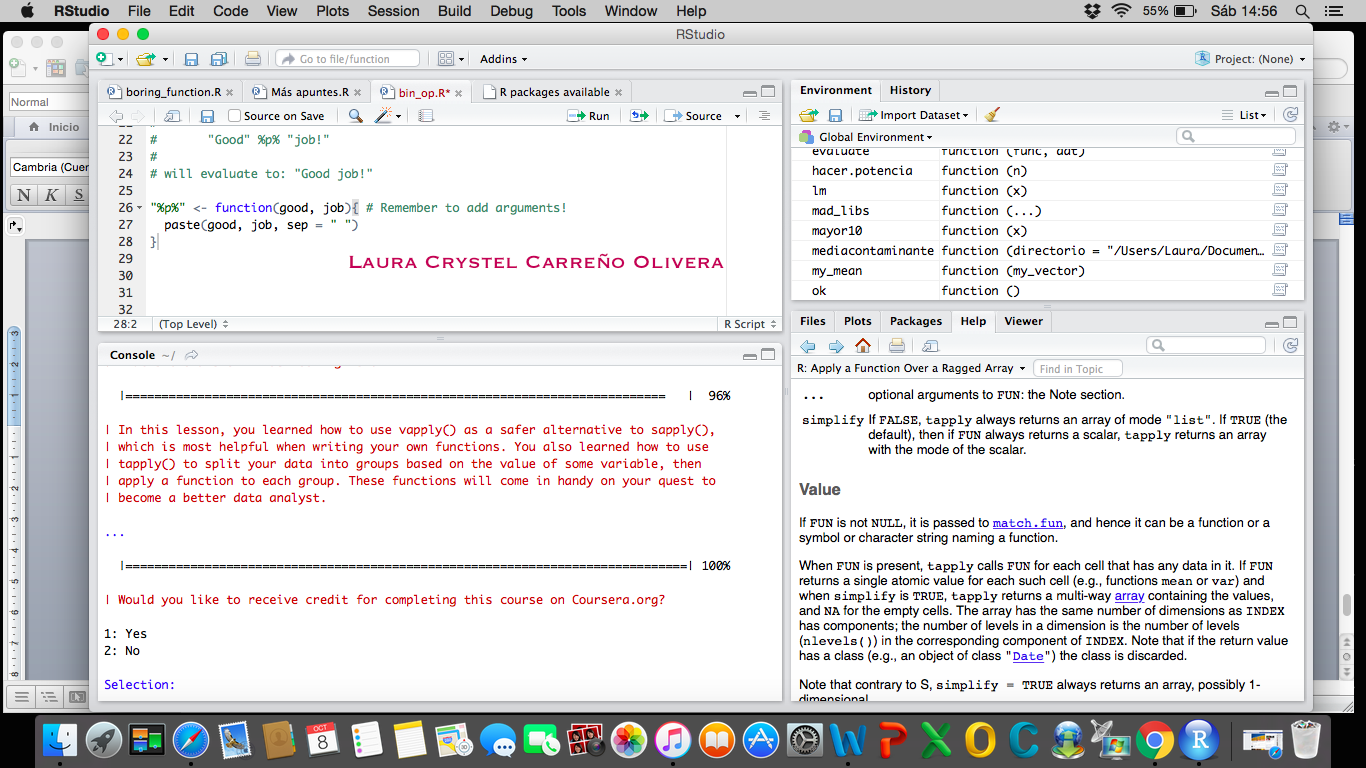 RStudio File Edit Code View Plots Session Build Debug Tools Window Help 55% Sáb 14:56
RStudio
Go to file/function Addins Project: (None)
Normal
Inicio
Cambria (Cuer
N K S
boring_function.R Más apuntes.R bin_op.R* R packages available
Source on Save Run Source
22 # "Good" %p% "job!"
23 #
24 # will evaluate to: "Good job!"
25
26 "%p%" <- function(good, job){ # Remember to add arguments!
27 paste(good, job, sep = " ")
28 }
29
30
31
32
Laura Crystel Carreño Olivera
28:2 (Top Level) R Script
Console ~/
|=========================================================================== | 96%
| In this lesson, you learned how to use vapply() as a safer alternative to sapply(),
| which is most helpful when writing your own functions. You also learned how to use
| tapply() to split your data into groups based on the value of some variable, then
| apply a function to each group. These functions will come in handy on your quest to
| become a better data analyst.
...
|==============================================================================| 100%
| Would you like to receive credit for completing this course on Coursera.org?
1: Yes
2: No
Selection:
Environment History
Import Dataset List
Global Environment
evaluate function (func, dat)
hacer.potencia function (n)
lm function (x)
mad_libs function (...)
mayor10 function (x)
mediacontaminante function (directorio = "/Users/Laura/Documen…
my_mean function (my_vector)
ok function ()
Files Plots Packages Help Viewer
R: Apply a Function Over a Ragged Array Find in Topic
... optional arguments to FUN: the Note section.
simplify If FALSE, tapply always returns an array of mode "list". If TRUE (the
default), then if FUN always returns a scalar, tapply returns an array
with the mode of the scalar.
Value
If FUN is not NULL, it is passed to match.fun, and hence it can be a function or a
symbol or character string naming a function.
When FUN is present, tapply calls FUN for each cell that has any data in it. If FUN
returns a single atomic value for each such cell (e.g., functions mean or var) and
when simplify is TRUE, tapply returns a multi-way array containing the values,
and NA for the empty cells. The array has the same number of dimensions as INDEX
has components; the number of levels in a dimension is the number of levels
(nlevels()) in the corresponding component of INDEX. Note that if the return value
has a class (e.g., an object of class "Date") the class is discarded.
Note that contrary to S, simplify = TRUE always returns an array, possibly 1-
dimensional.
OCT
8